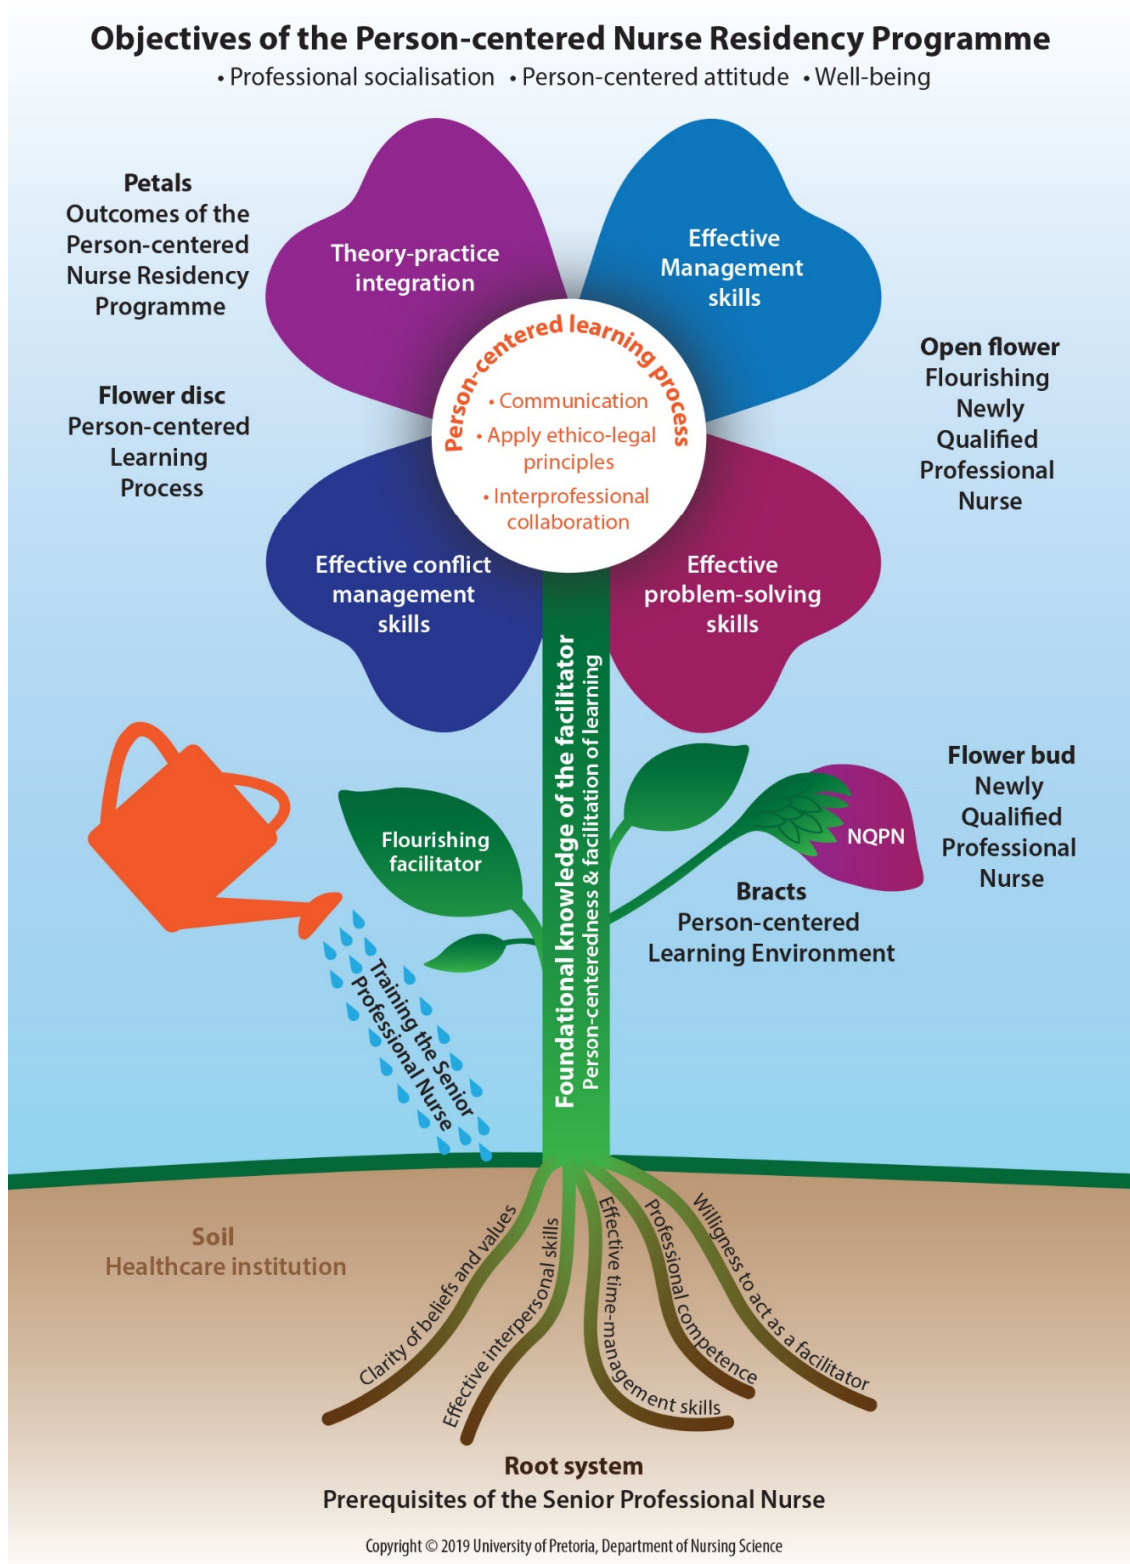 Objectives of the Person-centered Nurse Residency Programme
• Professional socialisation • Person-centered attitude • Well-being
Petals
Outcomes of the
Person-centered
Nurse Residency
Programme
Theory-practice
integration
Effective
Management
skills
Flower disc
Person-centered
Learning
Process
Person-centered learning process
• Communication
• Apply ethico-legal
principles
• Interprofessional
collaboration
Open flower
Flourishing
Newly
Qualified
Professional
Nurse
Effective conflict
management
skills
Effective
problem-solving
skills
Foundational knowledge of the facilitator
Person-centeredness & facilitation of learning
Flourishing
facilitator
NQPN
Flower bud
Newly
Qualified
Professional
Nurse
Bracts
Person-centered
Learning Environment
Training the Senior
Professional Nurse
Soil
Healthcare institution
Clarity of beliefs and values
Effective interpersonal skills
Effective time-management skills
Professional competence
Willigness to act as a facilitator
Root system
Prerequisites of the Senior Professional Nurse
Copyright © 2019 University of Pretoria, Department of Nursing Science